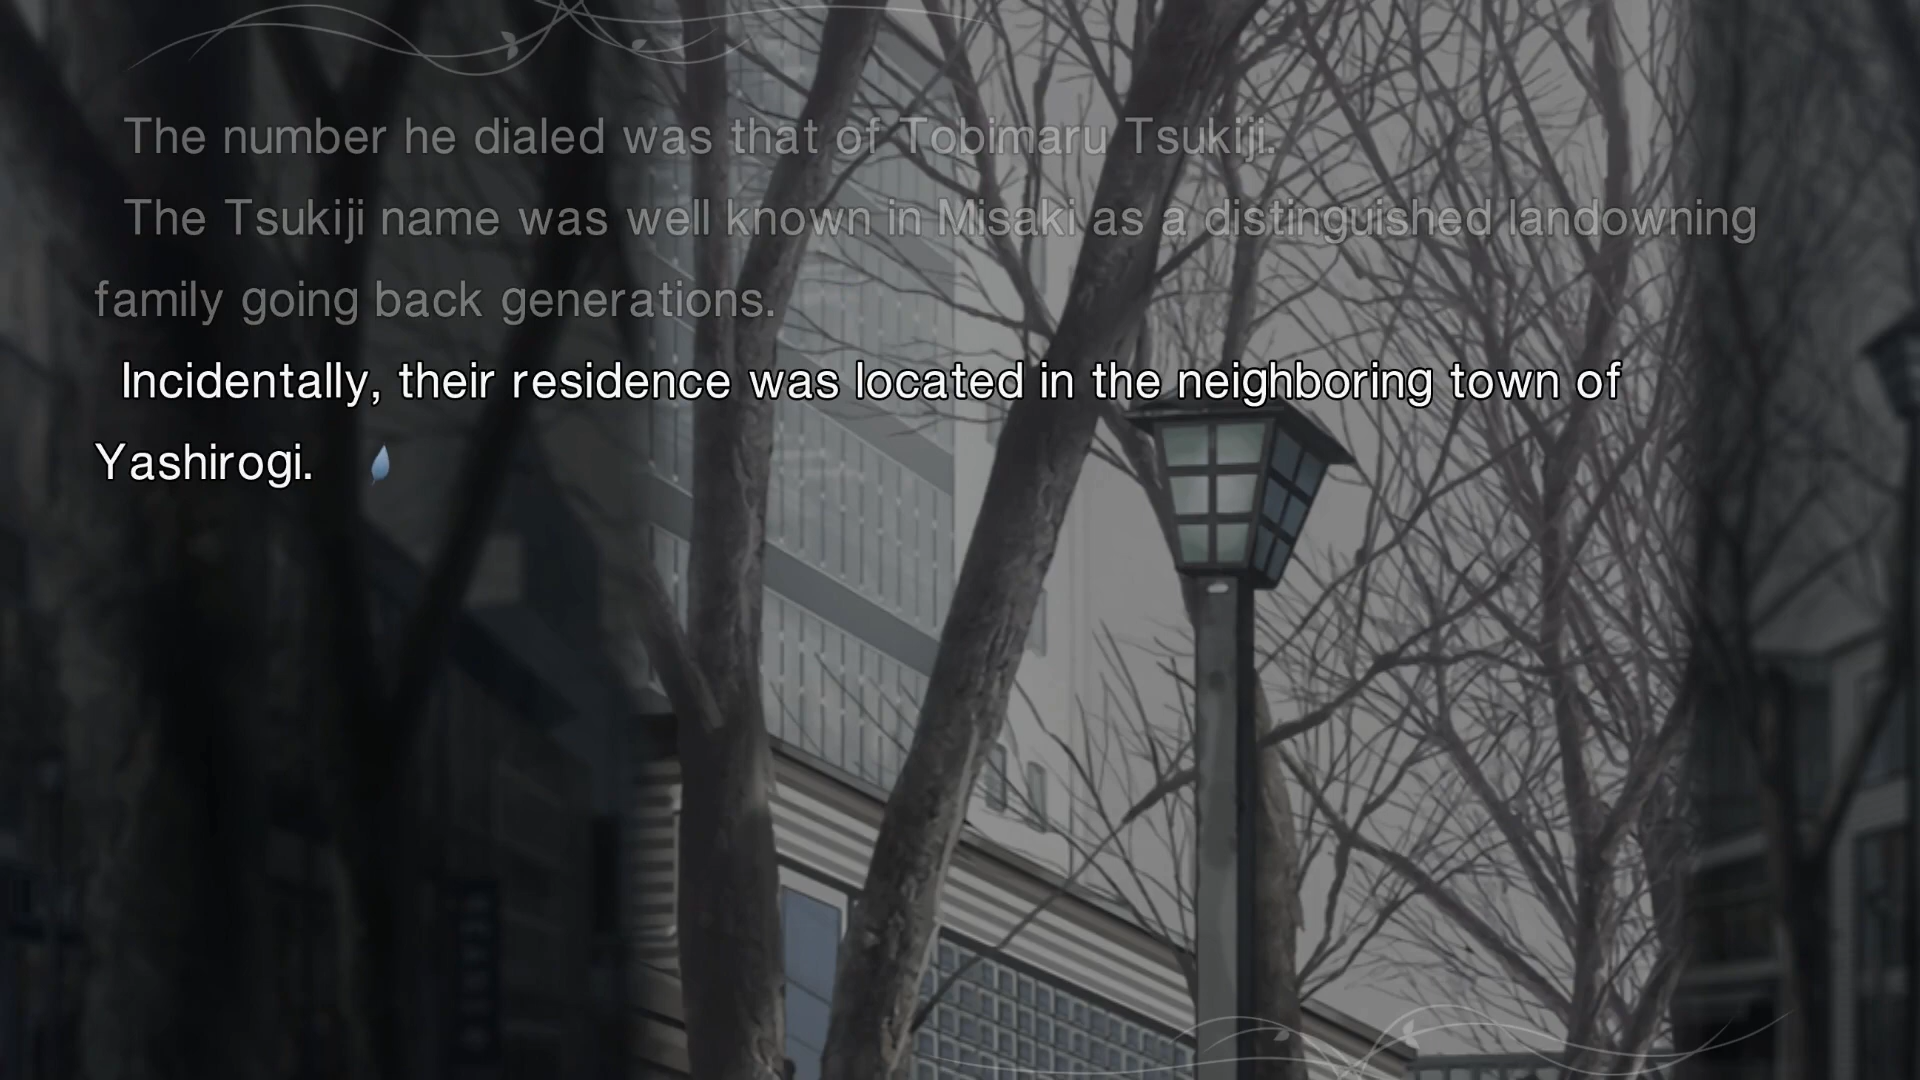 The number he dialed was that of Tobimaru Tsukiji.
The Tsukiji name was well known in Misaki as a distinguished landowning
family going back generations.
Incidentally, their residence was located in the neighboring town of
Yashirogi.